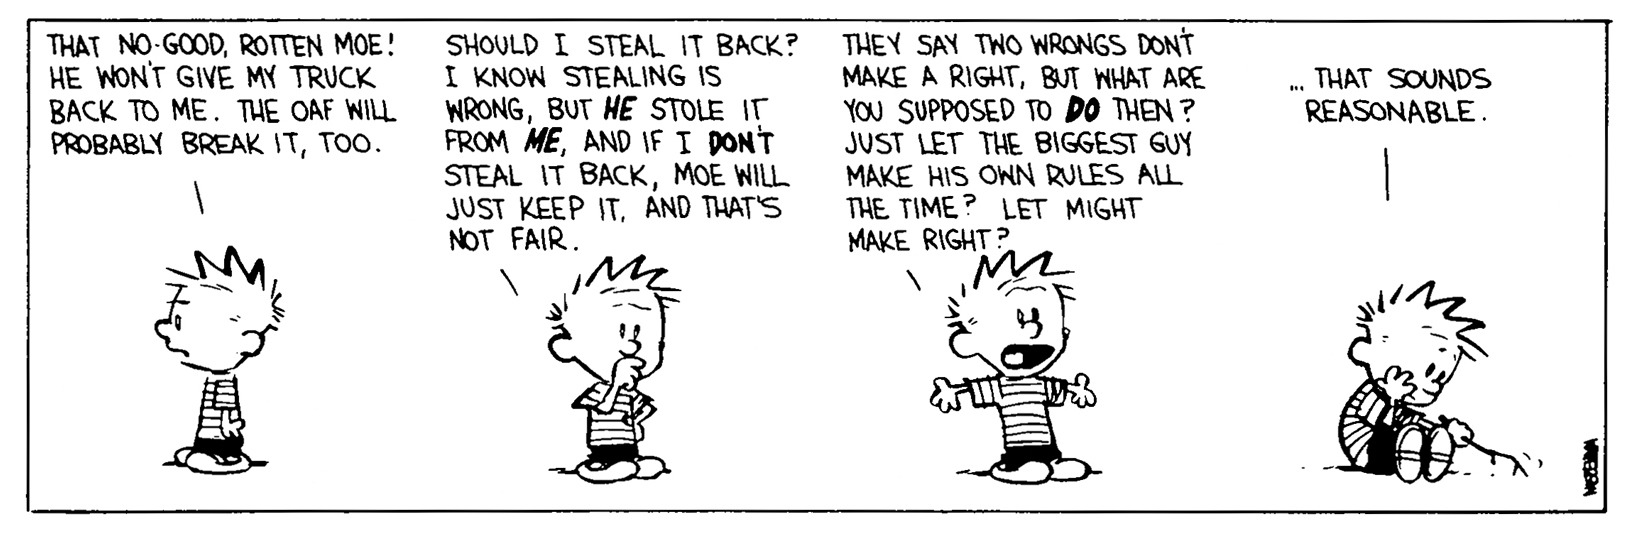 THAT NO-GOOD, ROTTEN MOE!
HE WON'T GIVE MY TRUCK
BACK TO ME. THE OAF WILL
PROBABLY BREAK IT, TOO.
SHOULD I STEAL IT BACK?
I KNOW STEALING IS
WRONG, BUT HE STOLE IT
FROM ME, AND IF I DON'T
STEAL IT BACK, MOE WILL
JUST KEEP IT, AND THAT'S
NOT FAIR.
THEY SAY TWO WRONGS DON'T
MAKE A RIGHT, BUT WHAT ARE
YOU SUPPOSED TO DO THEN?
JUST LET THE BIGGEST GUY
MAKE HIS OWN RULES ALL
THE TIME? LET MIGHT
MAKE RIGHT?
... THAT SOUNDS
REASONABLE.
WATTERSON